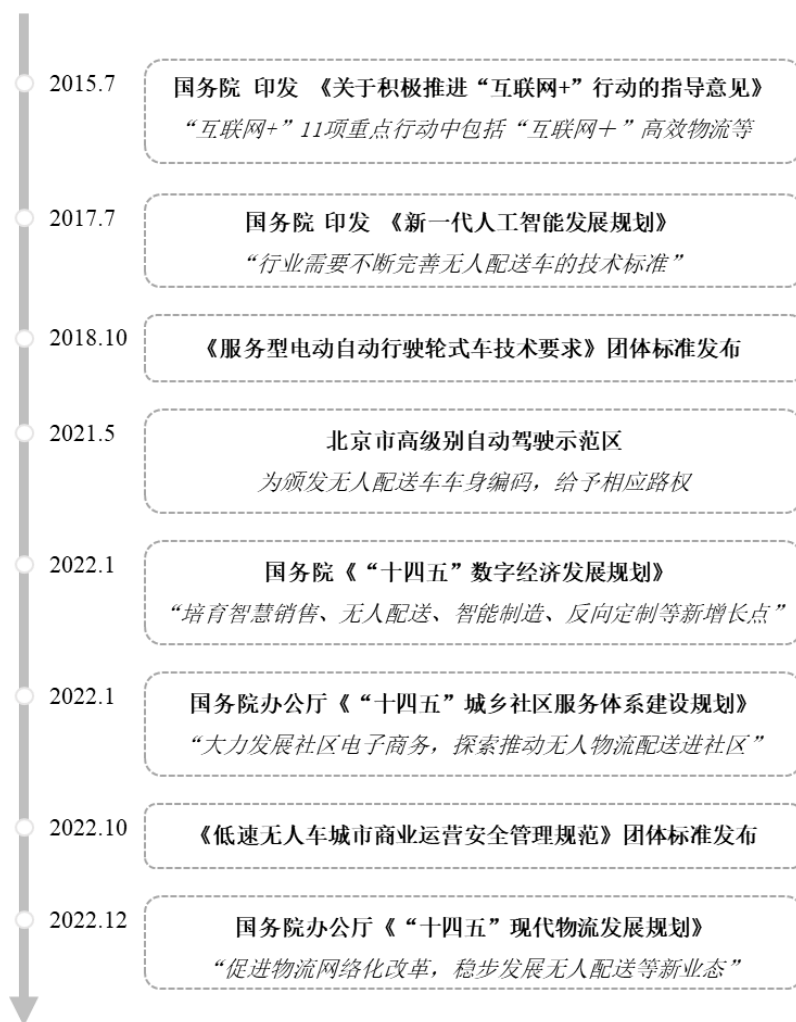 2015.7
国务院 印发 《关于积极推进“互联网+”行动的指导意见》
“互联网+”11项重点行动中包括“互联网＋”高效物流等
2017.7
国务院 印发 《新一代人工智能发展规划》
“行业需要不断完善无人配送车的技术标准”
2018.10
《服务型电动自动行驶轮式车技术要求》团体标准发布
2021.5
北京市高级别自动驾驶示范区
为颁发无人配送车车身编码，给予相应路权
2022.1
国务院《“十四五”数字经济发展规划》
“培育智慧销售、无人配送、智能制造、反向定制等新增长点”
2022.1
国务院办公厅《“十四五”城乡社区服务体系建设规划》
“大力发展社区电子商务，探索推动无人物流配送进社区”
2022.10
《低速无人车城市商业运营安全管理规范》团体标准发布
2022.12
国务院办公厅《“十四五”现代物流发展规划》
“促进物流网络化改革，稳步发展无人配送等新业态”